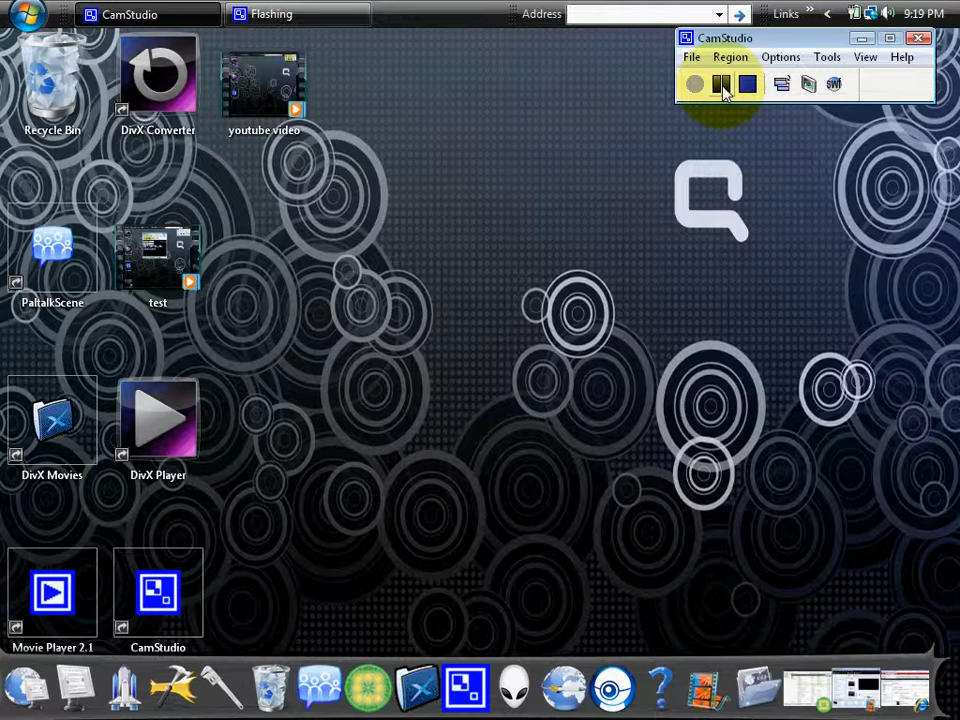 CamStudio
Flashing
Address
Links
»
9:19 PM
CamStudio
File Region Options Tools View Help
SWF
Recycle Bin
DivX Converter
youtube video
PaltalkScene
test
DivX Movies
DivX Player
Movie Player 2.1
CamStudio